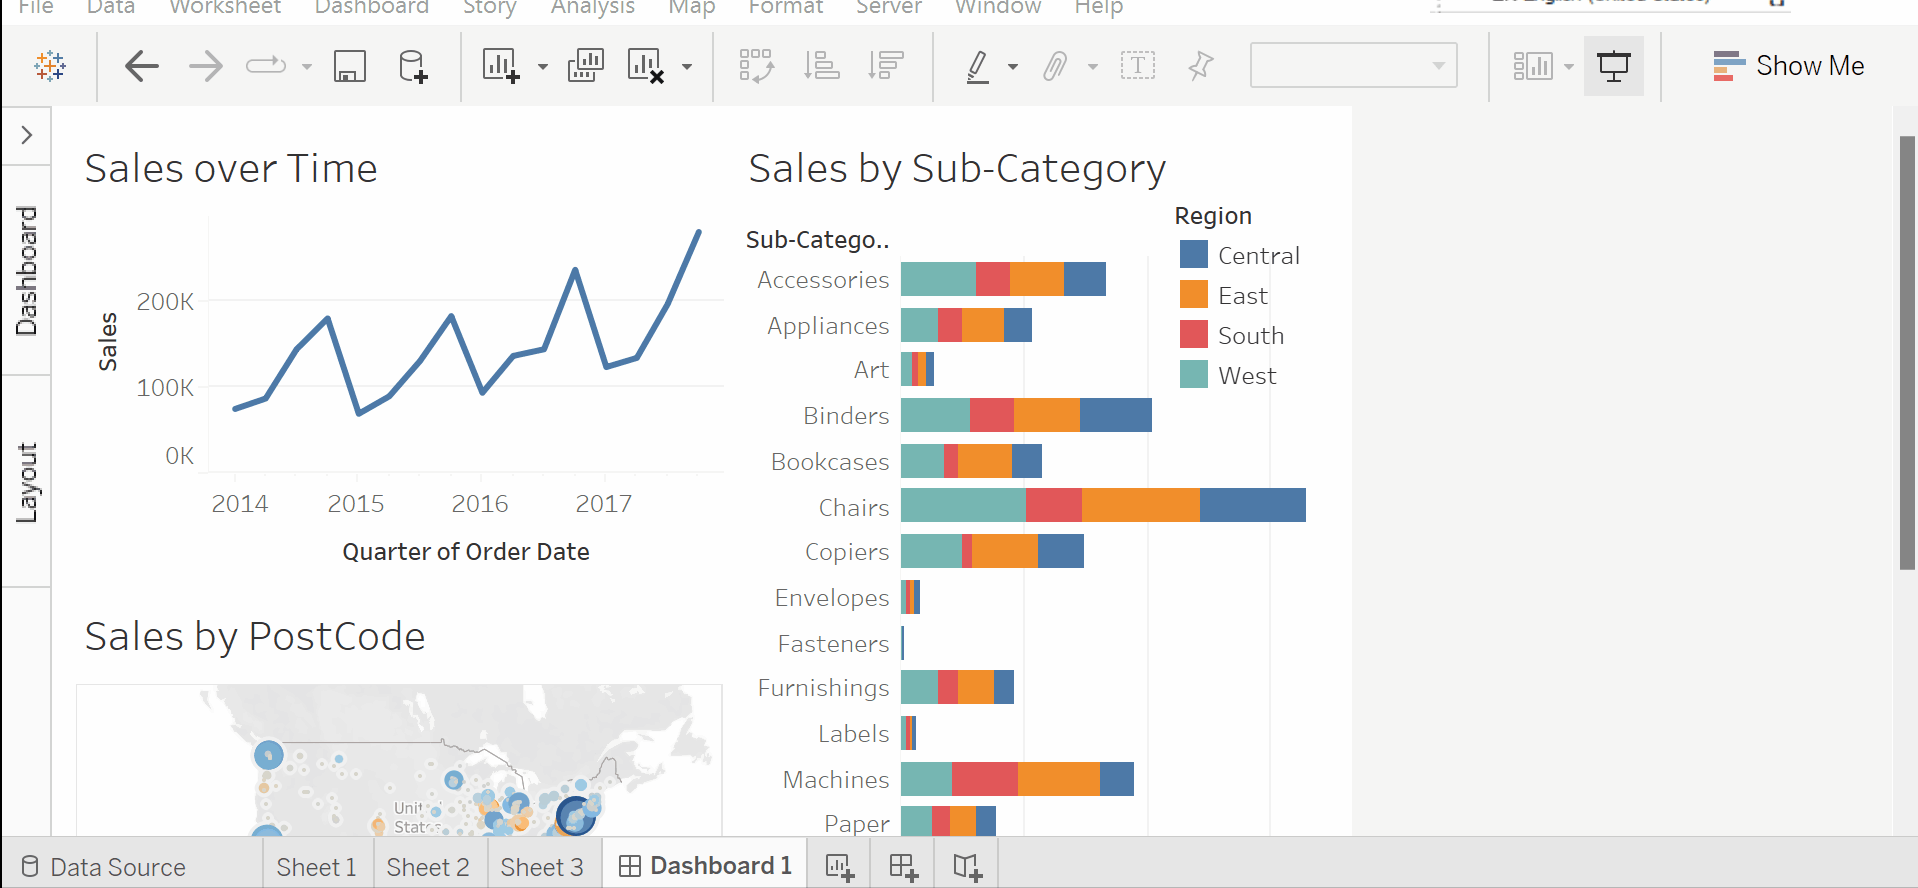 File Data Worksheet Dashboard Story Analysis Map Format Server Window Help
Show Me
Dashboard
Layout
Sales over Time
Sales
200K
100K
0K
2014 2015 2016 2017
Quarter of Order Date
Sales by PostCode
Unit
States
Sales by Sub-Category
Sub-Catego..
Accessories
Appliances
Art
Binders
Bookcases
Chairs
Copiers
Envelopes
Fasteners
Furnishings
Labels
Machines
Paper
Region
Central
East
South
West
Data Source Sheet 1 Sheet 2 Sheet 3 Dashboard 1